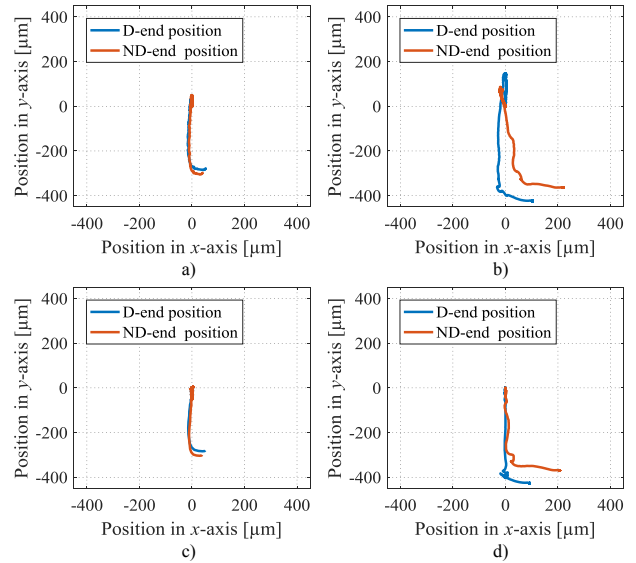 400
200
0
-200
-400
-400 -200 0 200 400
Position in y-axis [µm]
Position in x-axis [µm]
D-end position
ND-end position
a)
400
200
0
-200
-400
-400 -200 0 200 400
Position in y-axis [µm]
Position in x-axis [µm]
D-end position
ND-end position
b)
400
200
0
-200
-400
-400 -200 0 200 400
Position in y-axis [µm]
Position in x-axis [µm]
D-end position
ND-end position
c)
400
200
0
-200
-400
-400 -200 0 200 400
Position in y-axis [µm]
Position in x-axis [µm]
D-end position
ND-end position
d)